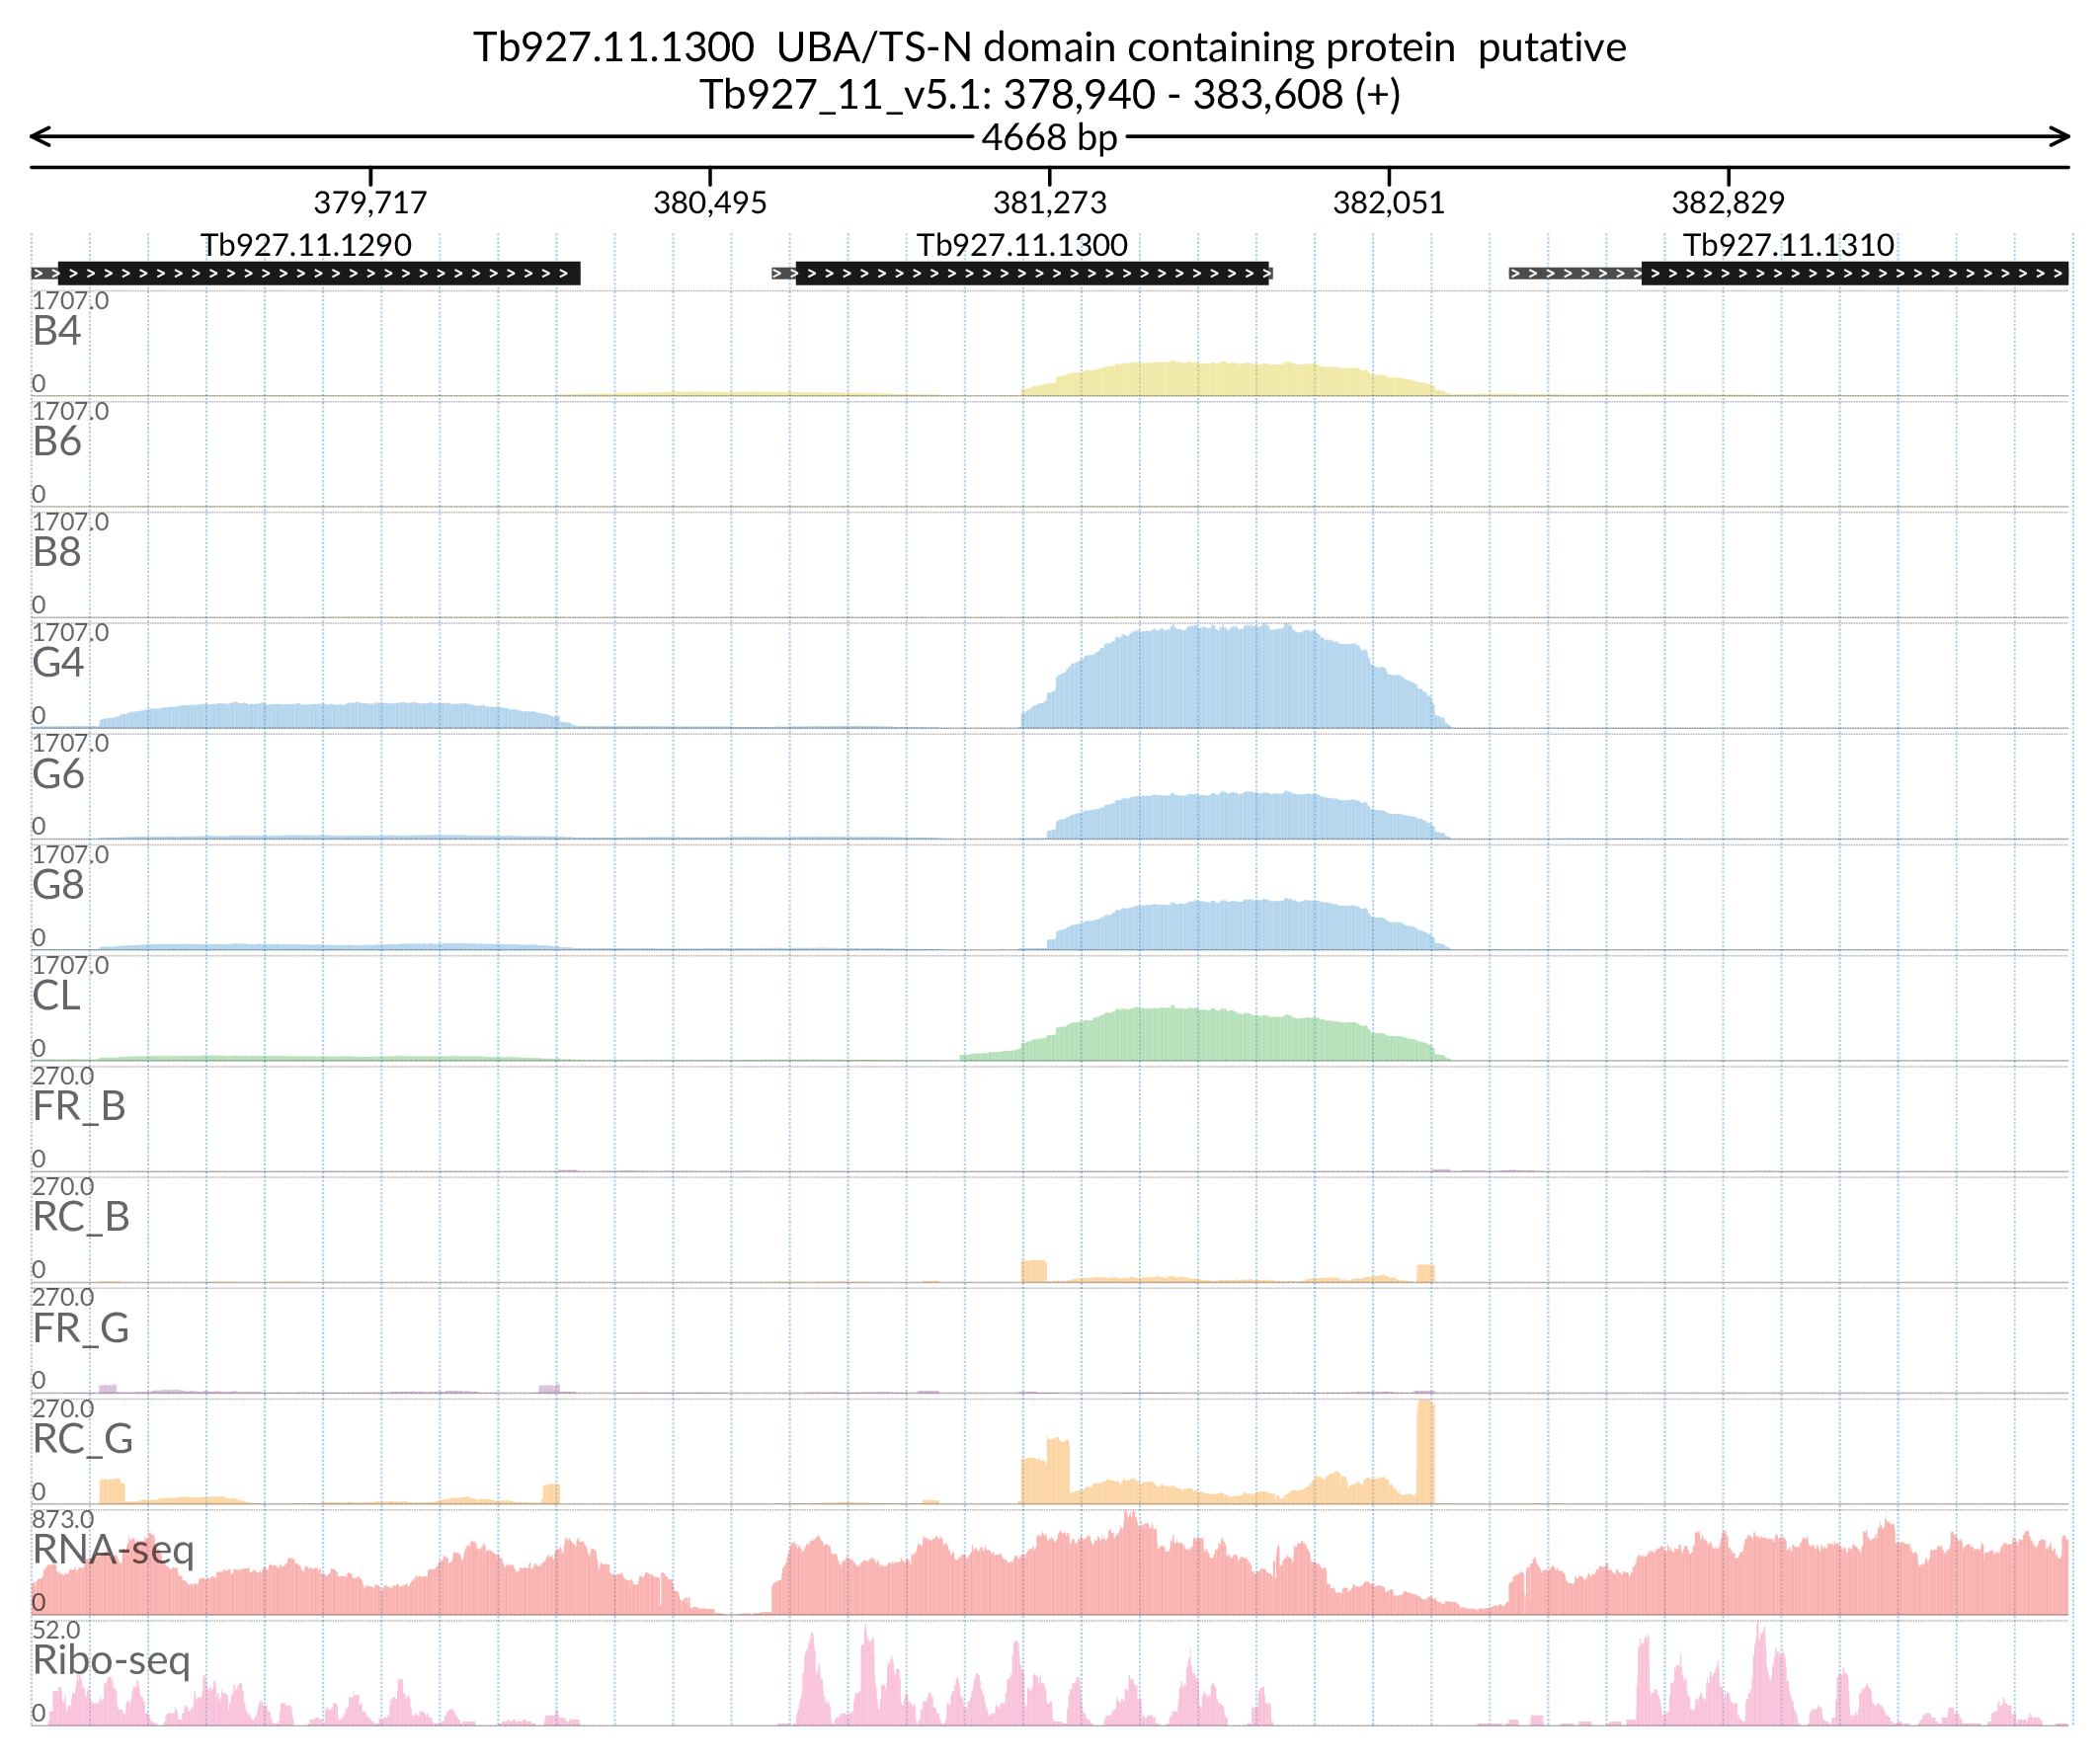 Tb927.11.1300  UBA/TS-N domain containing protein  putative
Tb927_11_v5.1: 378,940 - 383,608 (+)
4668 bp
379,717 380,495 381,273 382,051 382,829
Tb927.11.1290 Tb927.11.1300 Tb927.11.1310
1707.0
B4
0
1707.0
B6
0
1707.0
B8
0
1707.0
G4
0
1707.0
G6
0
1707.0
G8
0
1707.0
CL
0
270.0
FR_B
0
270.0
RC_B
0
270.0
FR_G
0
270.0
RC_G
0
873.0
RNA-seq
0
52.0
Ribo-seq
0